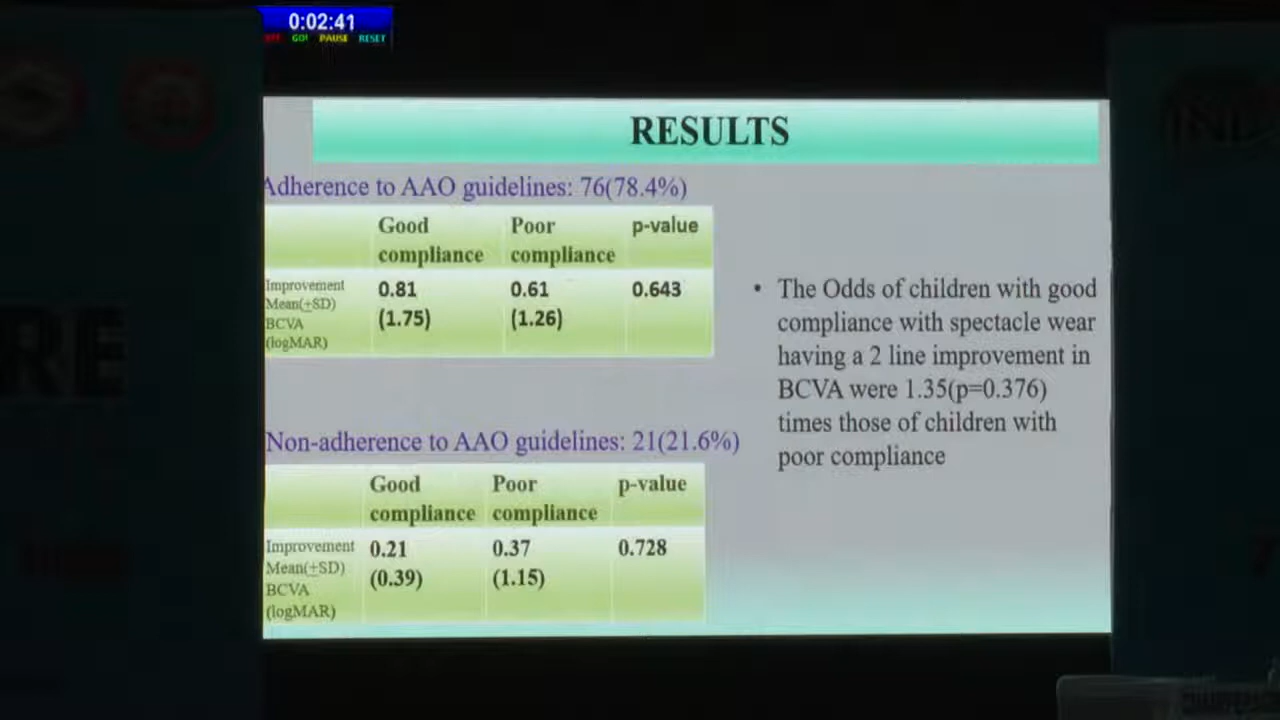 0:02:41
GO! PAUSE RESET
RESULTS
Adherence to AAO guidelines: 76(78.4%)
Good compliance Poor compliance p-value
Improvement Mean(±SD) BCVA (logMAR) 0.81 (1.75) 0.61 (1.26) 0.643
Non-adherence to AAO guidelines: 21(21.6%)
Good compliance Poor compliance p-value
Improvement Mean(±SD) BCVA (logMAR) 0.21 (0.39) 0.37 (1.15) 0.728
• The Odds of children with good
compliance with spectacle wear
having a 2 line improvement in
BCVA were 1.35(p=0.376)
times those of children with
poor compliance
RE